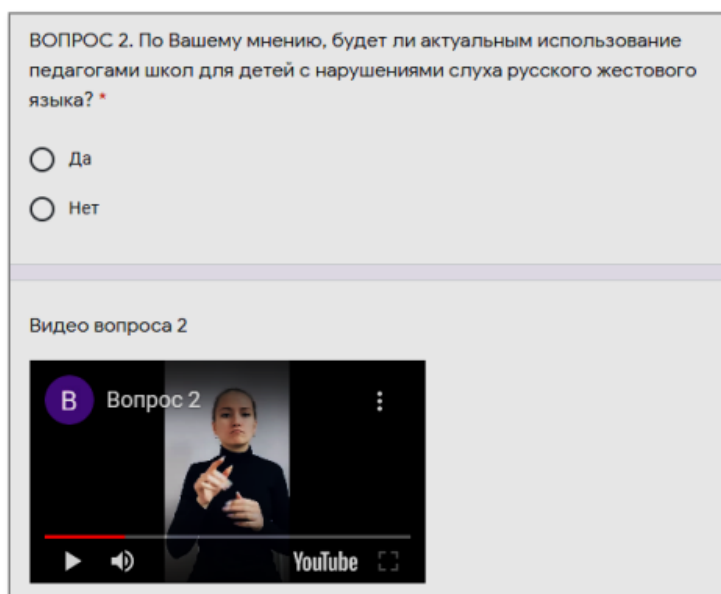 ВОПРОС 2. По Вашему мнению, будет ли актуальным использование
педагогами школ для детей с нарушениями слуха русского жестового
языка? *
Да
Нет
Видео вопроса 2
В Вопрос 2
YouTube